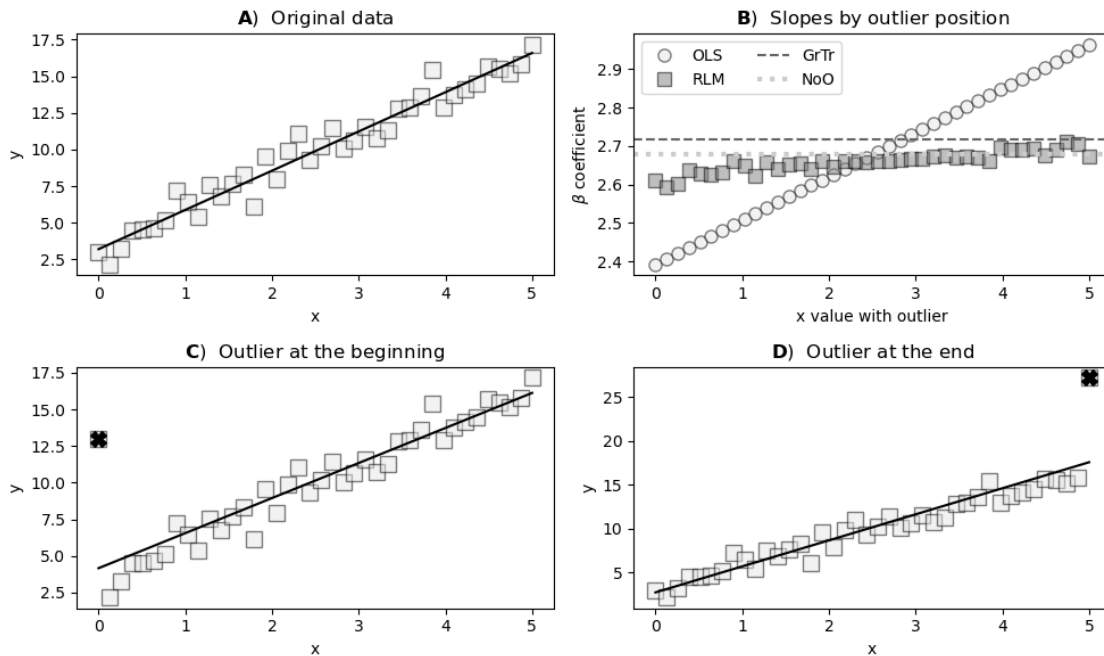 A) Original data
y
17.5
15.0
12.5
10.0
7.5
5.0
2.5
0 1 2 3 4 5
x
B) Slopes by outlier position
OLS
RLM
GrTr
NoO
β coefficient
2.9
2.8
2.7
2.6
2.5
2.4
0 1 2 3 4 5
x value with outlier
C) Outlier at the beginning
y
17.5
15.0
12.5
10.0
7.5
5.0
2.5
0 1 2 3 4 5
x
D) Outlier at the end
y
25
20
15
10
5
0 1 2 3 4 5
x